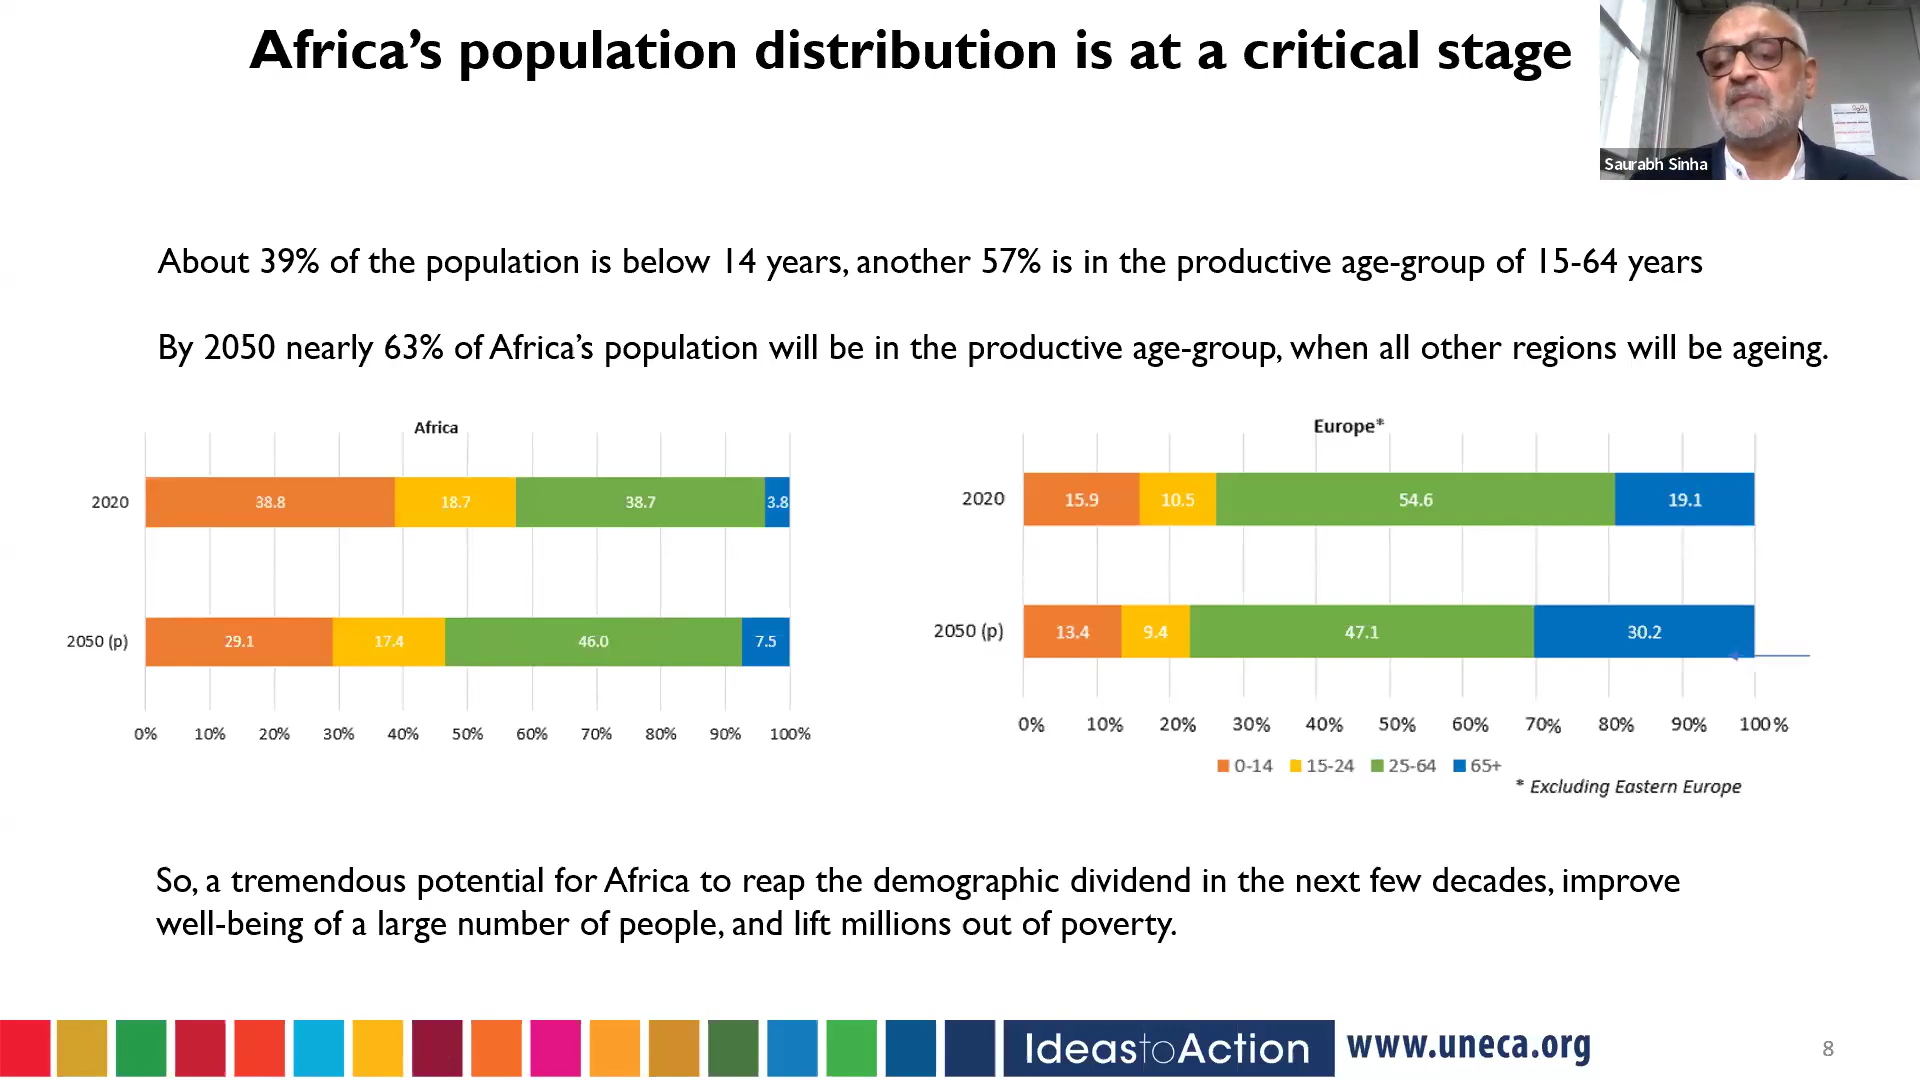 Africa's population distribution is at a critical stage
Saurabh Sinha
About 39% of the population is below 14 years, another 57% is in the productive age-group of 15-64 years
By 2050 nearly 63% of Africa's population will be in the productive age-group, when all other regions will be ageing.
Africa
2020
38.8 18.7 38.7 3.8
2050 (p)
29.1 17.4 46.0 7.5
0% 10% 20% 30% 40% 50% 60% 70% 80% 90% 100%
Europe*
2020
15.9 10.5 54.6 19.1
2050 (p)
13.4 9.4 47.1 30.2
0% 10% 20% 30% 40% 50% 60% 70% 80% 90% 100%
0-14 15-24 25-64 65+
* Excluding Eastern Europe
So, a tremendous potential for Africa to reap the demographic dividend in the next few decades, improve
well-being of a large number of people, and lift millions out of poverty.
IdeastoAction
www.uneca.org
8